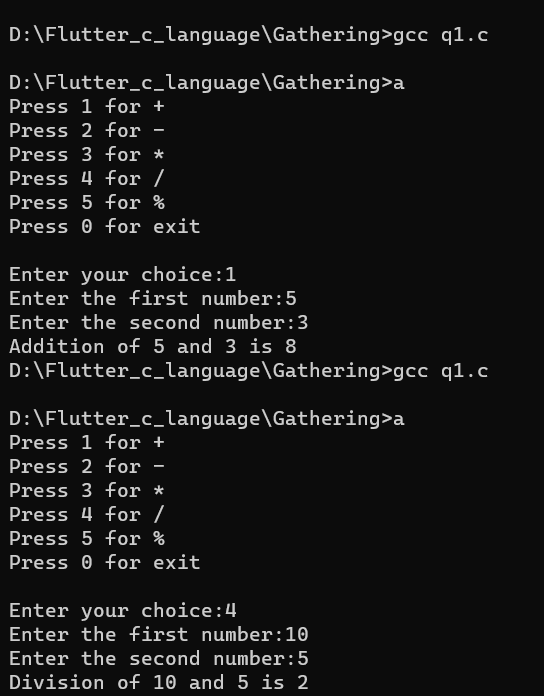 D:\Flutter_c_language\Gathering>gcc q1.c
D:\Flutter_c_language\Gathering>a
Press 1 for +
Press 2 for -
Press 3 for *
Press 4 for /
Press 5 for %
Press 0 for exit
Enter your choice:1
Enter the first number:5
Enter the second number:3
Addition of 5 and 3 is 8
D:\Flutter_c_language\Gathering>gcc q1.c
D:\Flutter_c_language\Gathering>a
Press 1 for +
Press 2 for -
Press 3 for *
Press 4 for /
Press 5 for %
Press 0 for exit
Enter your choice:4
Enter the first number:10
Enter the second number:5
Division of 10 and 5 is 2